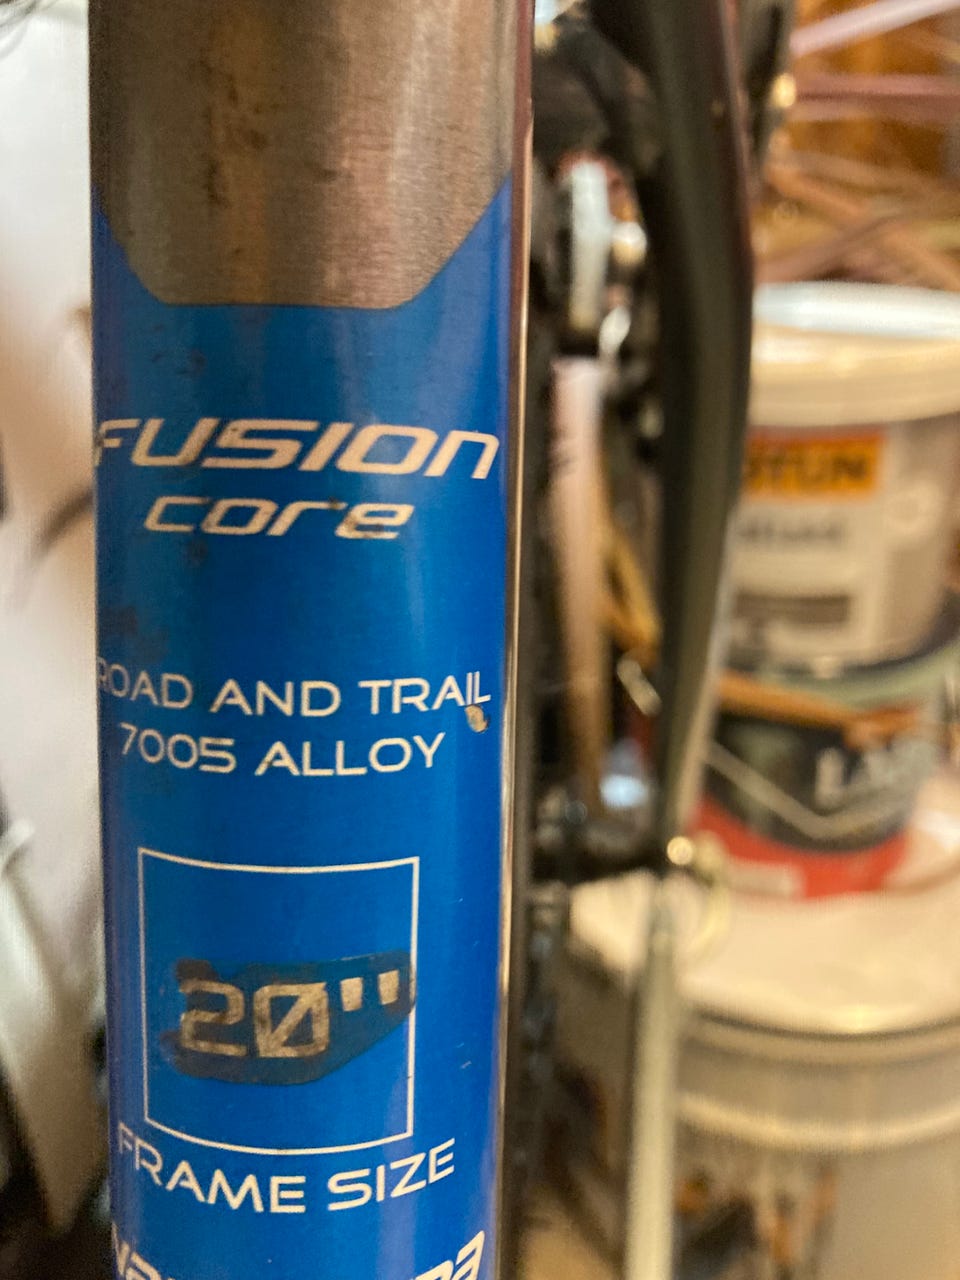 FUSION
core
ROAD AND TRAIL
7005 ALLOY
20"
FRAME SIZE